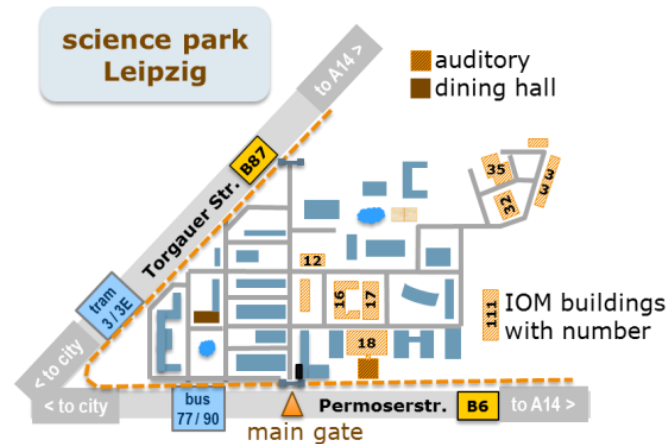 science park
Leipzig
to A14 >
auditory
dining hall
B87
Torgauer Str.
35
33
32
12
tram
3 / 3E
16
17
111
IOM buildings
with number
18
< to city
< to city
bus
77 / 90
Permoserstr.
B6
to A14 >
main gate